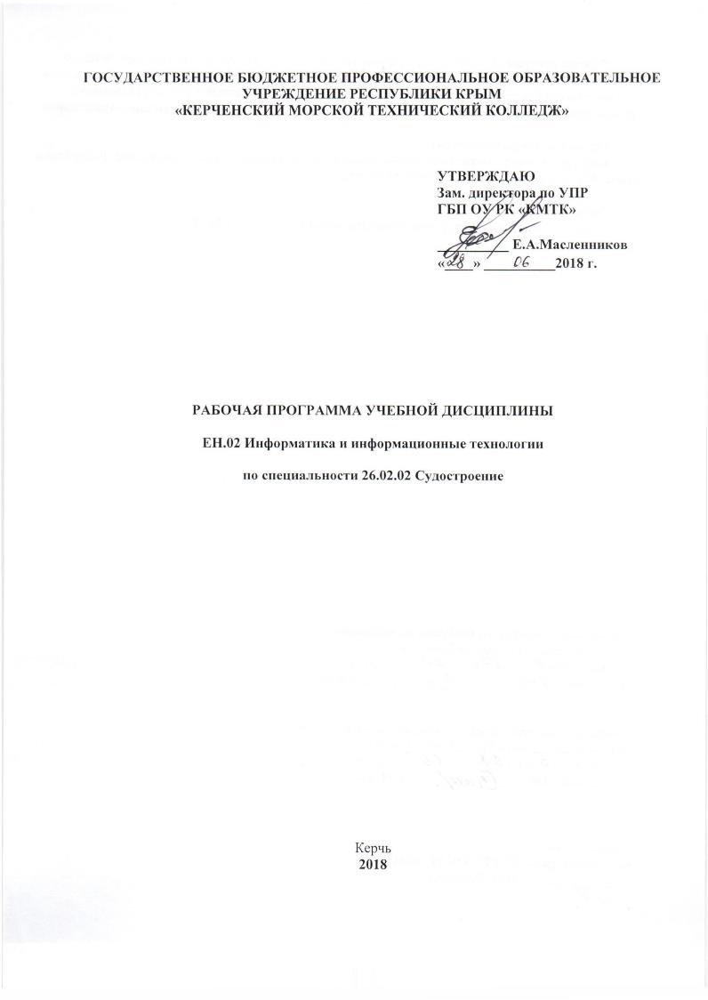 ГОСУДАРСТВЕННОЕ БЮДЖЕТНОЕ ПРОФЕССИОНАЛЬНОЕ ОБРАЗОВАТЕЛЬНОЕ
УЧРЕЖДЕНИЕ РЕСПУБЛИКИ КРЫМ
«КЕРЧЕНСКИЙ МОРСКОЙ ТЕХНИЧЕСКИЙ КОЛЛЕДЖ»
УТВЕРЖДАЮ
Зам. директора по УПР
ГБП ОУ РК «КМТК»
__________ Е.А.Масленников
«28» __________ 06 __________2018 г.
РАБОЧАЯ ПРОГРАММА УЧЕБНОЙ ДИСЦИПЛИНЫ
ЕН.02 Информатика и информационные технологии
по специальности 26.02.02 Судостроение
Керчь
2018